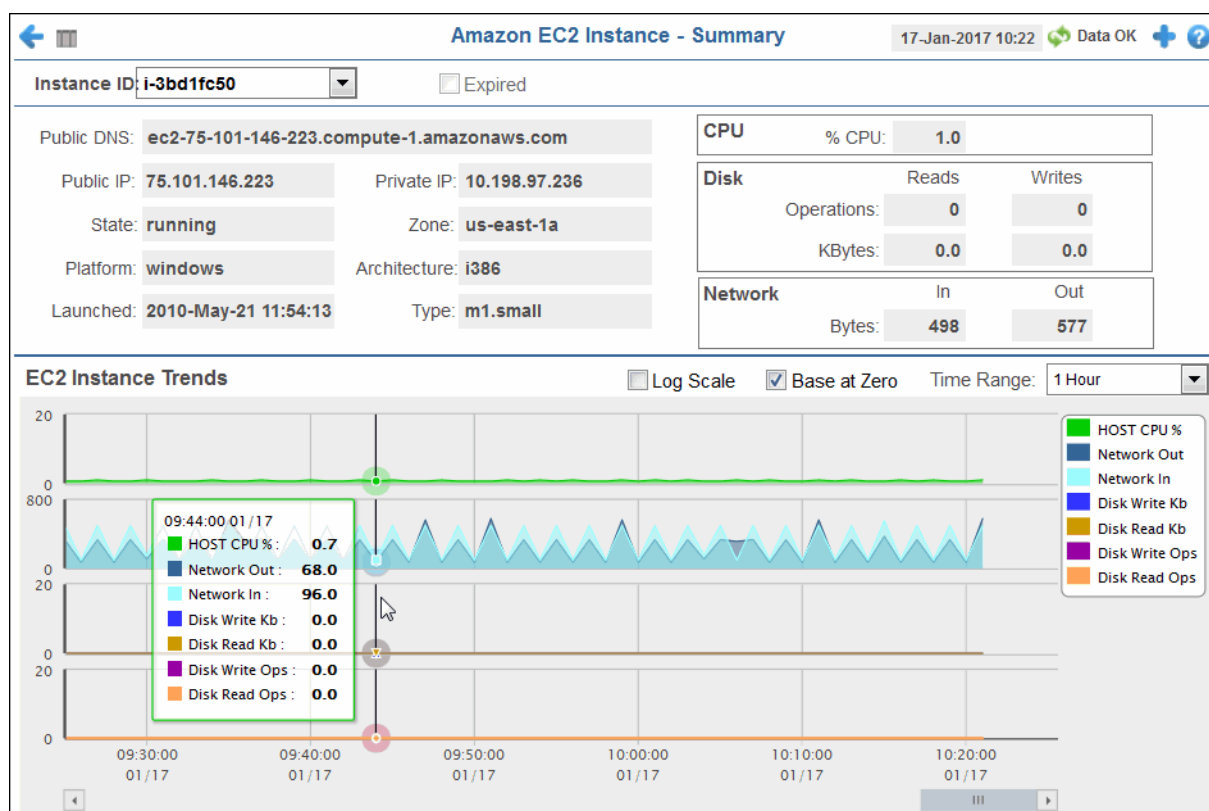 Amazon EC2 Instance - Summary 17-Jan-2017 10:22 Data OK
Instance ID: i-3bd1fc50 Expired
Public DNS: ec2-75-101-146-223.compute-1.amazonaws.com
Public IP: 75.101.146.223 Private IP: 10.198.97.236
State: running Zone: us-east-1a
Platform: windows Architecture: i386
Launched: 2010-May-21 11:54:13 Type: m1.small
CPU % CPU: 1.0
Disk Reads Writes
Operations: 0 0
KBytes: 0.0 0.0
Network In Out
Bytes: 498 577
EC2 Instance Trends Log Scale Base at Zero Time Range: 1 Hour
20
0
800
0
20
0
20
0
09:44:00 01/17
HOST CPU % : 0.7
Network Out : 68.0
Network In : 96.0
Disk Write Kb : 0.0
Disk Read Kb : 0.0
Disk Write Ops : 0.0
Disk Read Ops : 0.0
HOST CPU %
Network Out
Network In
Disk Write Kb
Disk Read Kb
Disk Write Ops
Disk Read Ops
09:30:00 09:40:00 09:50:00 10:00:00 10:10:00 10:20:00
01/17 01/17 01/17 01/17 01/17 01/17